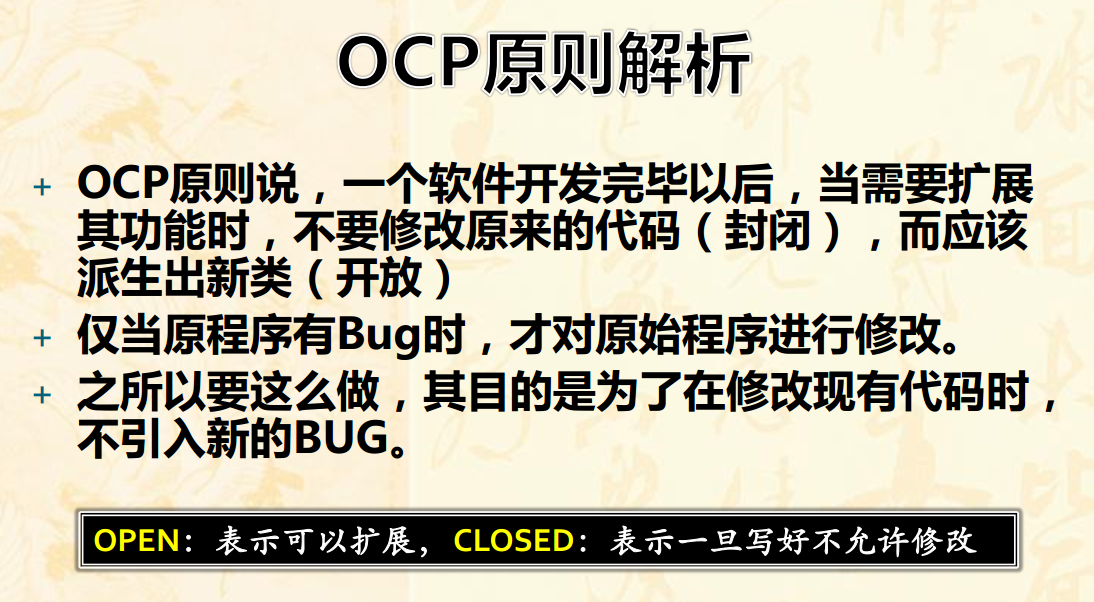 OCP原则解析
+ OCP原则说，一个软件开发完毕以后，当需要扩展
其功能时，不要修改原来的代码（封闭），而应该
派生出新类（开放）
+ 仅当原程序有Bug时，才对原始程序进行修改。
+ 之所以要这么做，其目的是为了在修改现有代码时，
不引入新的BUG。
OPEN：表示可以扩展，CLOSED：表示一旦写好不允许修改